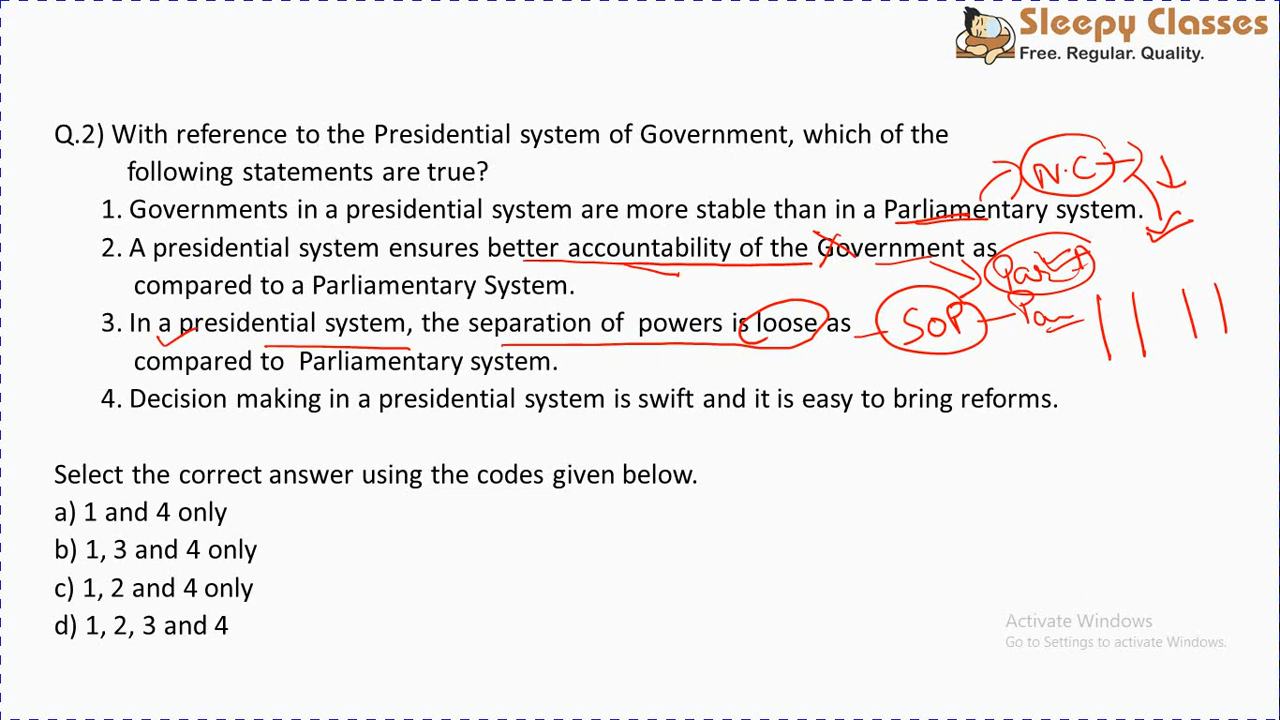 Sleepy Classes
Free. Regular. Quality.
Q.2) With reference to the Presidential system of Government, which of the
following statements are true?
N.C
1. Governments in a presidential system are more stable than in a Parliamentary system.
2. A presidential system ensures better accountability of the Government as
compared to a Parliamentary System.
3. In a presidential system, the separation of powers is loose as
SOP
compared to Parliamentary system.
4. Decision making in a presidential system is swift and it is easy to bring reforms.
Select the correct answer using the codes given below.
a) 1 and 4 only
b) 1, 3 and 4 only
c) 1, 2 and 4 only
d) 1, 2, 3 and 4
Activate Windows
Go to Settings to activate Windows.